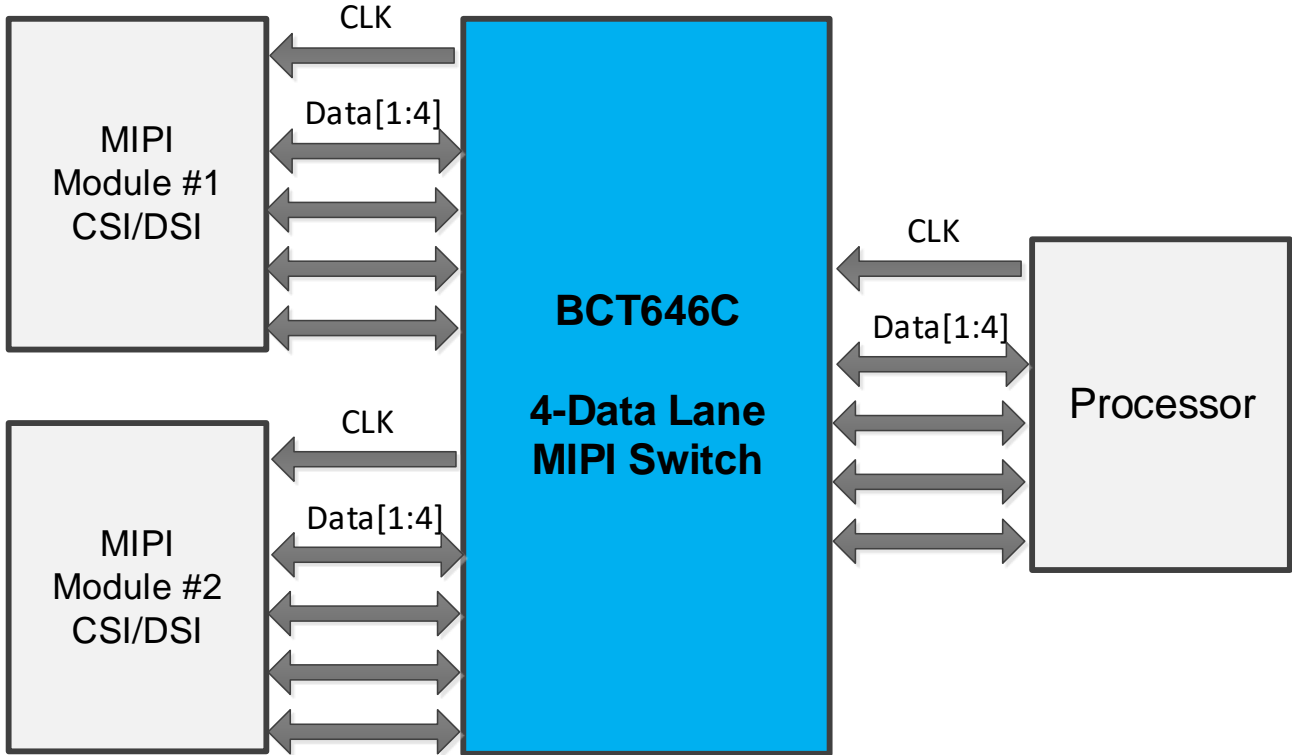 CLK
Data[1:4]
MIPI
Module #1
CSI/DSI
CLK
Data[1:4]
MIPI
Module #2
CSI/DSI
BCT646C
4-Data Lane
MIPI Switch
CLK
Data[1:4]
Processor